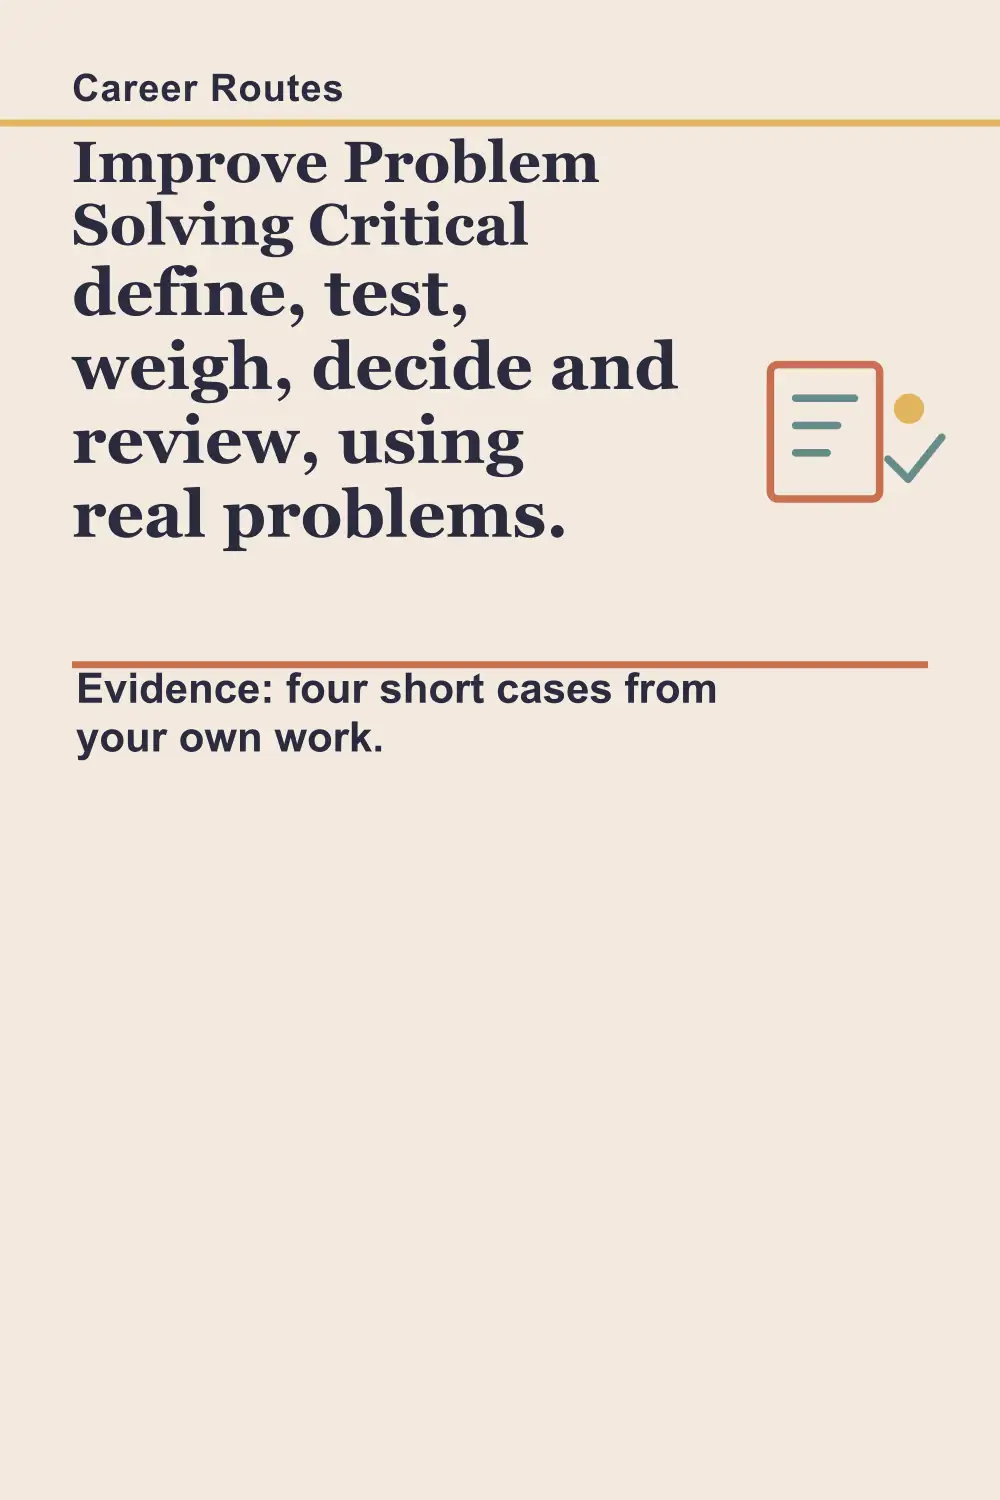 Career Routes
Improve Problem
Solving Critical
define, test,
weigh, decide and
review, using
real problems.
Evidence: four short cases from
your own work.